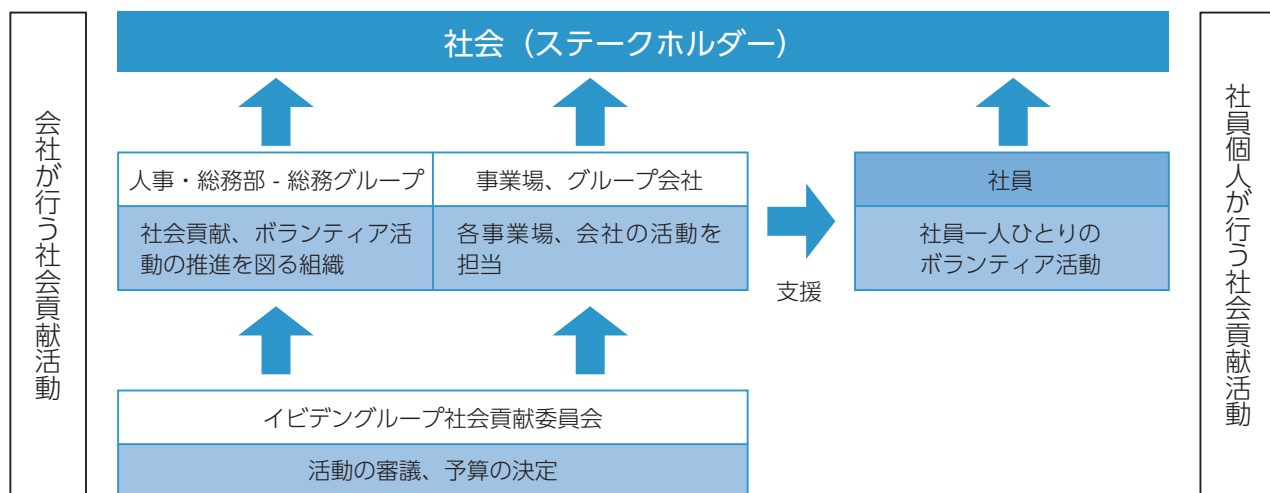 社会（ステークホルダー）
会社が行う社会貢献活動
人事・総務部 - 総務グループ
社会貢献、ボランティア活
動の推進を図る組織
事業場、グループ会社
各事業場、会社の活動を
担当
支援
社員
社員一人ひとりの
ボランティア活動
社員個人が行う社会貢献活動
イビデングループ社会貢献委員会
活動の審議、予算の決定